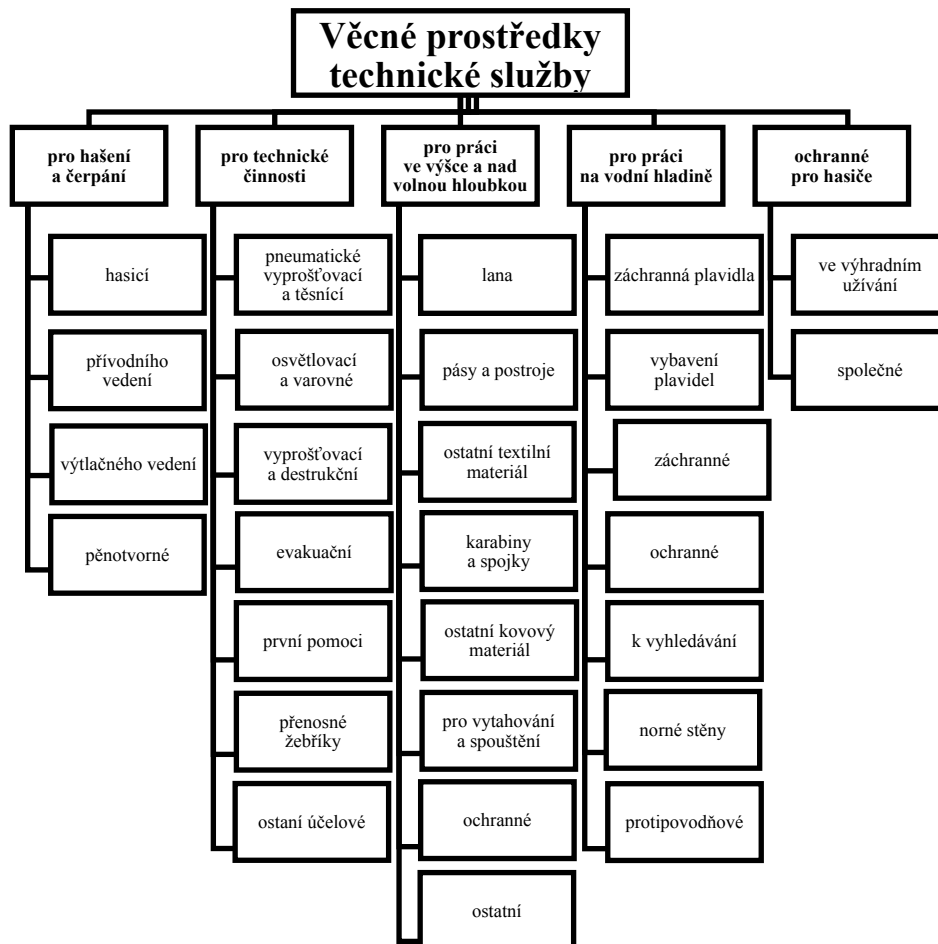 Věcné prostředky
technické služby
pro hašení
a čerpání
pro technické
činnosti
pro práci
ve výšce a nad
volnou hloubkou
pro práci
na vodní hladině
ochranné
pro hasiče
hasicí
přívodního
vedení
výtlačného vedení
pěnotvorné
pneumatické
vyprošťovací
a těsnící
osvětlovací
a varovné
vyprošťovací
a destrukční
evakuační
první pomoci
přenosné
žebříky
ostaní účelové
lana
pásy a postroje
ostatní textilní
materiál
karabiny
a spojky
ostatní kovový
materiál
pro vytahování
a spouštění
ochranné
ostatní
záchranná plavidla
vybavení
plavidel
záchranné
ochranné
k vyhledávání
norné stěny
protipovodňové
ve výhradním
užívání
společné